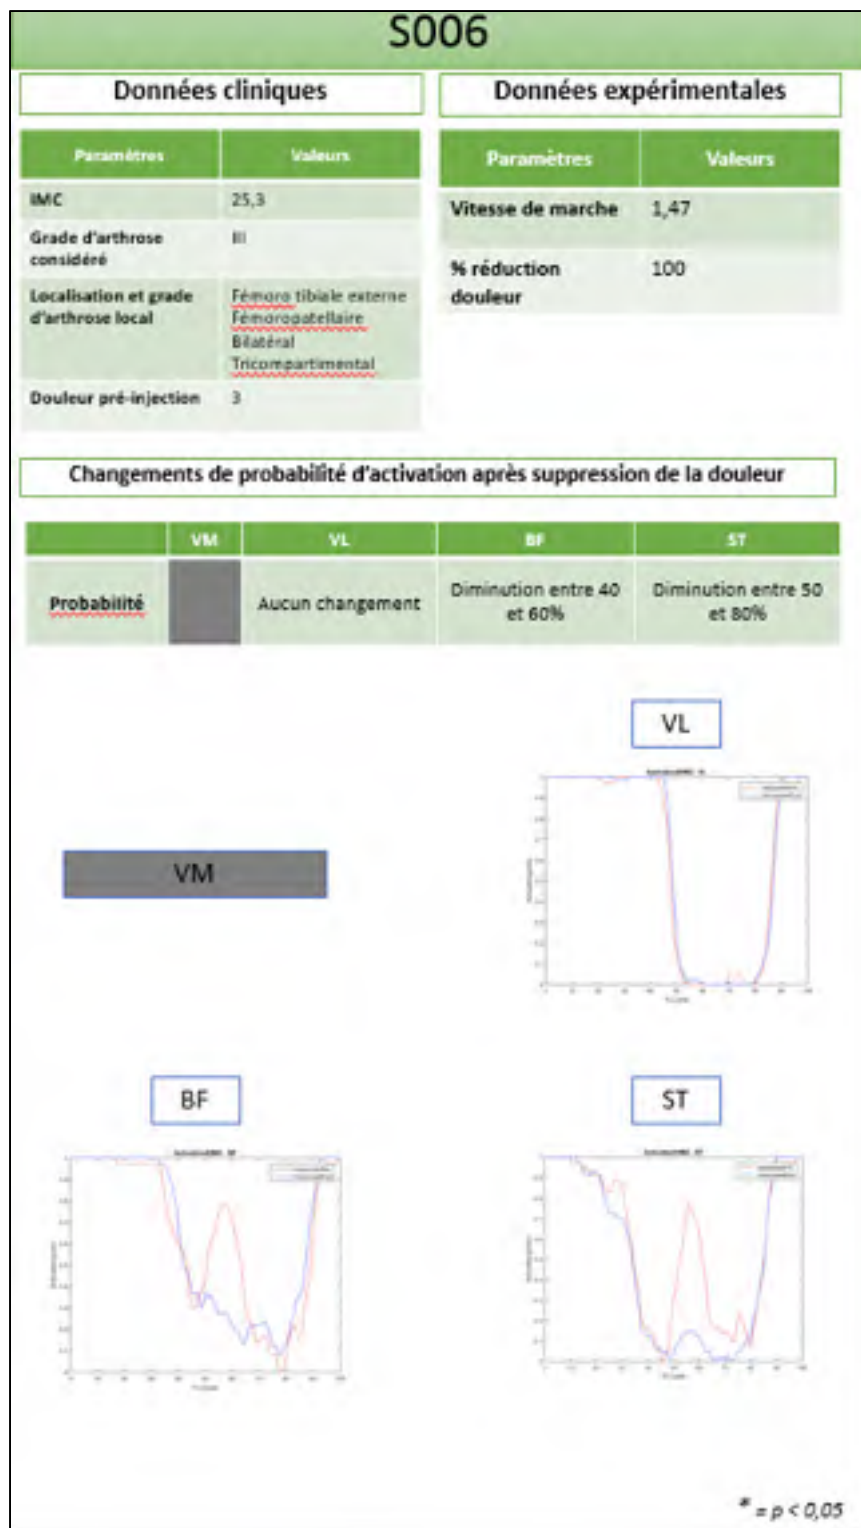 S006
Données cliniques
Données expérimentales
Paramètres Valeurs
IMC 25,3
Grade d'arthrose considéré III
Localisation et grade d'arthrose local
Fémoro tibiale externe
Fémoropatellaire
Bilatéral
Tricompartimental
Douleur pré-injection 3
Paramètres Valeurs
Vitesse de marche 1,47
% réduction douleur 100
Changements de probabilité d'activation après suppression de la douleur
VM VL BF ST
Probabilité
Aucun changement
Diminution entre 40
et 60%
Diminution entre 50
et 80%
VL
VM
BF
ST
* = p < 0,05